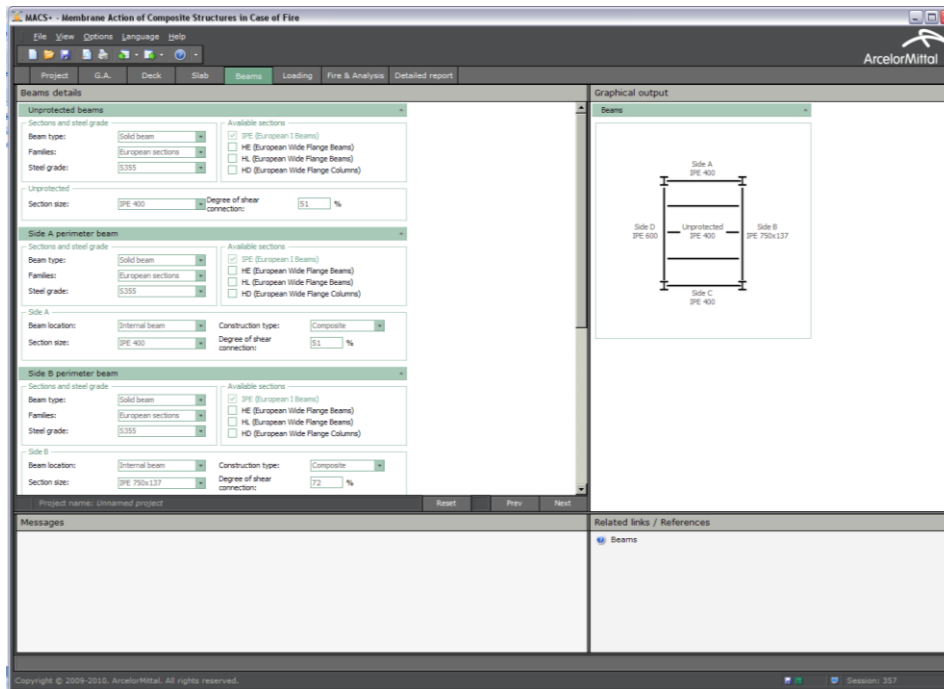 MACS+ - Membrane Action of Composite Structures in Case of Fire
File View Options Language Help
ArcelorMittal
Project G.A. Deck Slab Beams Loading Fire & Analysis Detailed report
Beams details
Unprotected beams
Sections and steel grade
Beam type: Solid beam
Families: European sections
Steel grade: S355
Available sections
IPE (European I Beams)
HE (European Wide Flange Beams)
HL (European Wide Flange Beams)
HD (European Wide Flange Columns)
Unprotected
Section size: IPE 400
Degree of shear
connection: 51 %
Side A perimeter beam
Sections and steel grade
Beam type: Solid beam
Families: European sections
Steel grade: S355
Available sections
IPE (European I Beams)
HE (European Wide Flange Beams)
HL (European Wide Flange Beams)
HD (European Wide Flange Columns)
Side A
Beam location: Internal beam Construction type: Composite
Section size: IPE 400
Degree of shear
connection: 51 %
Side B perimeter beam
Sections and steel grade
Beam type: Solid beam
Families: European sections
Steel grade: S355
Available sections
IPE (European I Beams)
HE (European Wide Flange Beams)
HL (European Wide Flange Beams)
HD (European Wide Flange Columns)
Side B
Beam location: Internal beam Construction type: Composite
Section size: IPE 750x137
Degree of shear
connection: 72 %
Project name: Unnamed project Reset Prev Next
Graphical output
Beams
Side A
IPE 400
Side D
IPE 600
Unprotected
IPE 400
Side B
IPE 750x137
Side C
IPE 400
Messages
Related links / References
Beams
Copyright © 2009-2010. ArcelorMittal. All rights reserved.
Session: 357